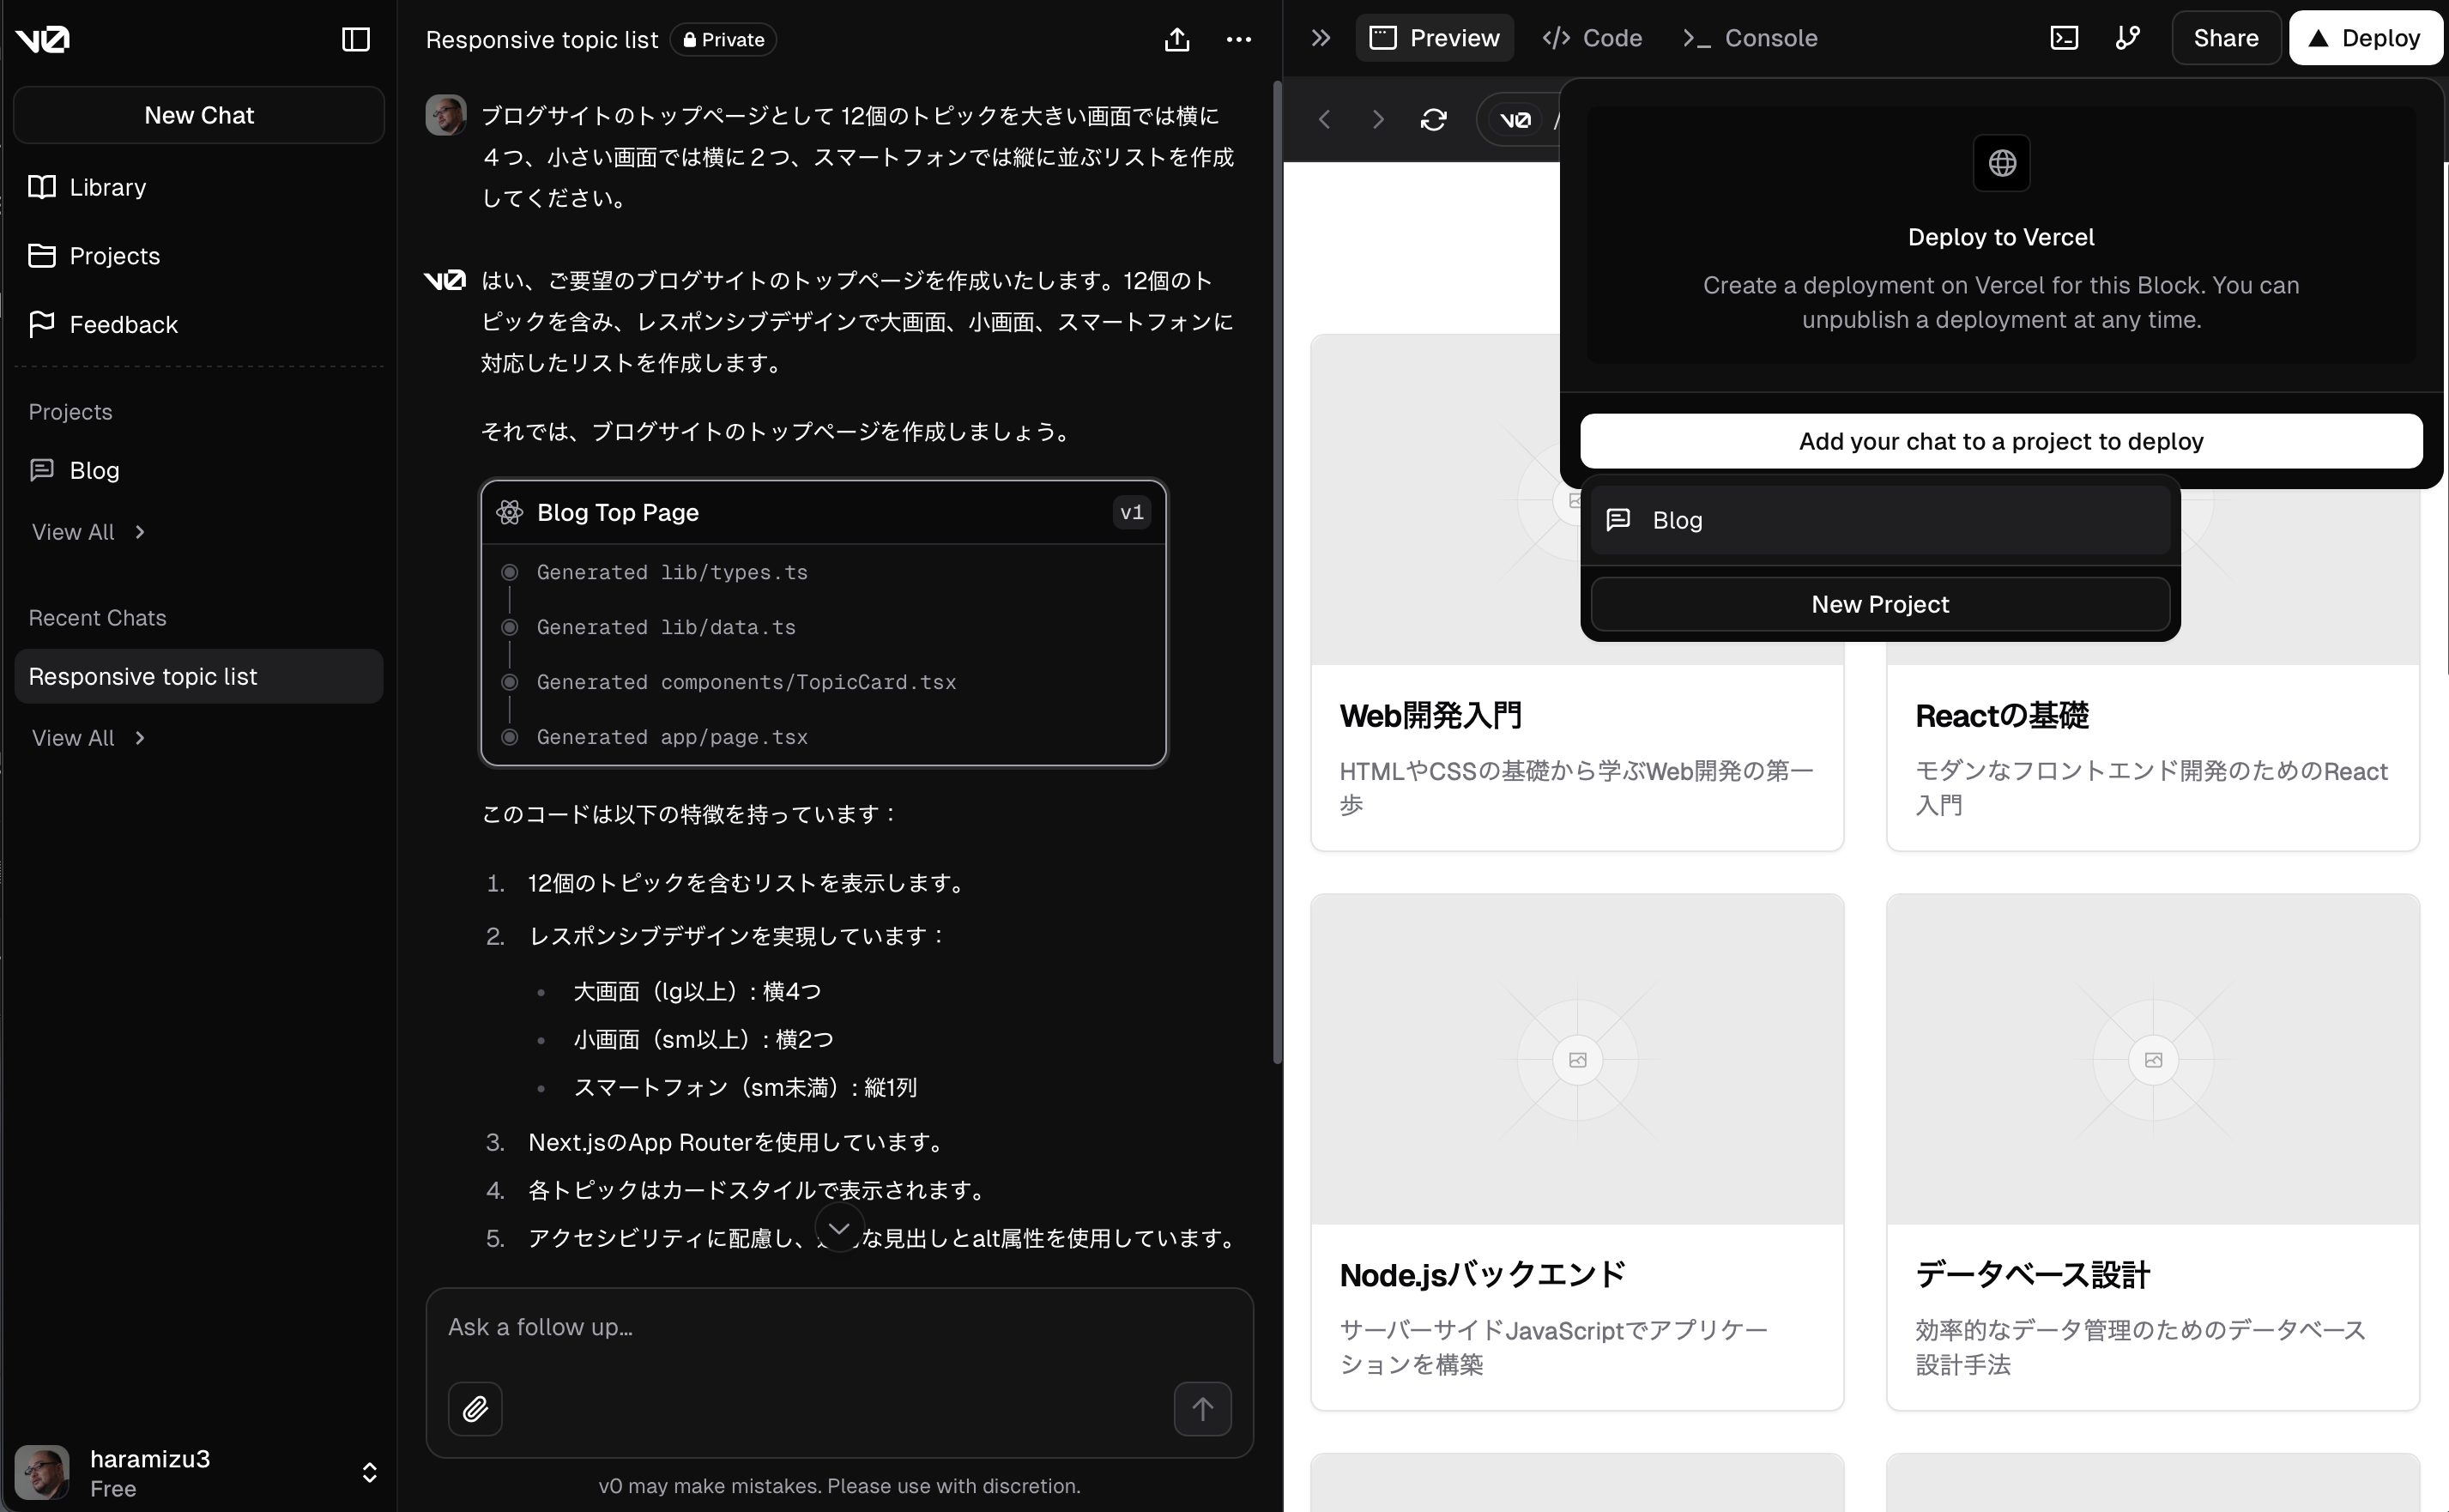 v0
New Chat
Library
Projects
Feedback
Projects
Blog
View All
Recent Chats
Responsive topic list
View All
haramizu3
Free
Responsive topic list
Private
ブログサイトのトップページとして 12個のトピックを大きい画面では横に
４つ、小さい画面では横に２つ、スマートフォンでは縦に並ぶリストを作成
してください。
v0
はい、ご要望のブログサイトのトップページを作成いたします。12個のト
ピックを含み、レスポンシブデザインで大画面、小画面、スマートフォンに
対応したリストを作成します。
それでは、ブログサイトのトップページを作成しましょう。
Blog Top Page
v1
Generated lib/types.ts
Generated lib/data.ts
Generated components/TopicCard.tsx
Generated app/page.tsx
このコードは以下の特徴を持っています：
1. 12個のトピックを含むリストを表示します。
2. レスポンシブデザインを実現しています：
• 大画面（lg以上）: 横4つ
• 小画面（sm以上）: 横2つ
• スマートフォン（sm未満）: 縦1列
3. Next.jsのApp Routerを使用しています。
4. 各トピックはカードスタイルで表示されます。
5. アクセシビリティに配慮し、な見出しとalt属性を使用しています。
Ask a follow up...
v0 may make mistakes. Please use with discretion.
Preview
Code
Console
Share
Deploy
v0 /
Deploy to Vercel
Create a deployment on Vercel for this Block. You can
unpublish a deployment at any time.
Add your chat to a project to deploy
Blog
New Project
Web開発入門
HTMLやCSSの基礎から学ぶWeb開発の第一
歩
Reactの基礎
モダンなフロントエンド開発のためのReact
入門
Node.jsバックエンド
サーバーサイドJavaScriptでアプリケー
ションを構築
データベース設計
効率的なデータ管理のためのデータベース
設計手法